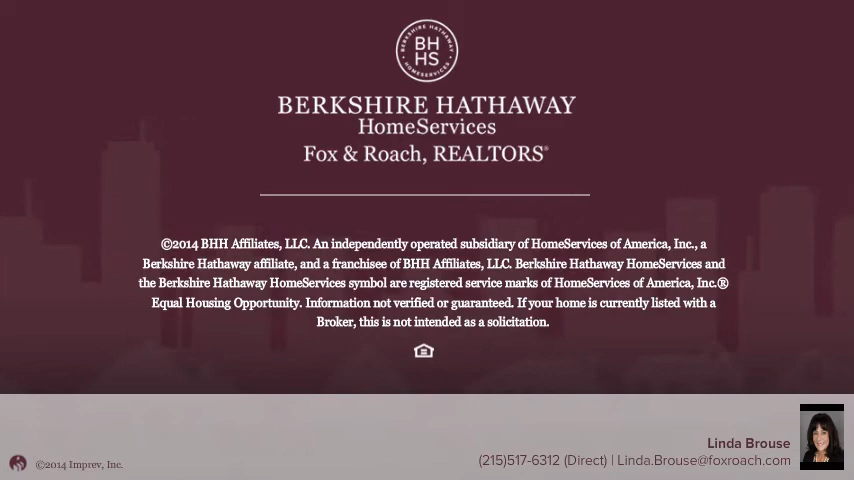 BERKSHIRE HATHAWAY
HOMESERVICES
BH
HS
BERKSHIRE HATHAWAY
HomeServices
Fox & Roach, REALTORS®
©2014 BHH Affiliates, LLC. An independently operated subsidiary of HomeServices of America, Inc., a
Berkshire Hathaway affiliate, and a franchisee of BHH Affiliates, LLC. Berkshire Hathaway HomeServices and
the Berkshire Hathaway HomeServices symbol are registered service marks of HomeServices of America, Inc.®
Equal Housing Opportunity. Information not verified or guaranteed. If your home is currently listed with a
Broker, this is not intended as a solicitation.
Linda Brouse
(215)517-6312 (Direct) | Linda.Brouse@foxroach.com
©2014 Imprev, Inc.